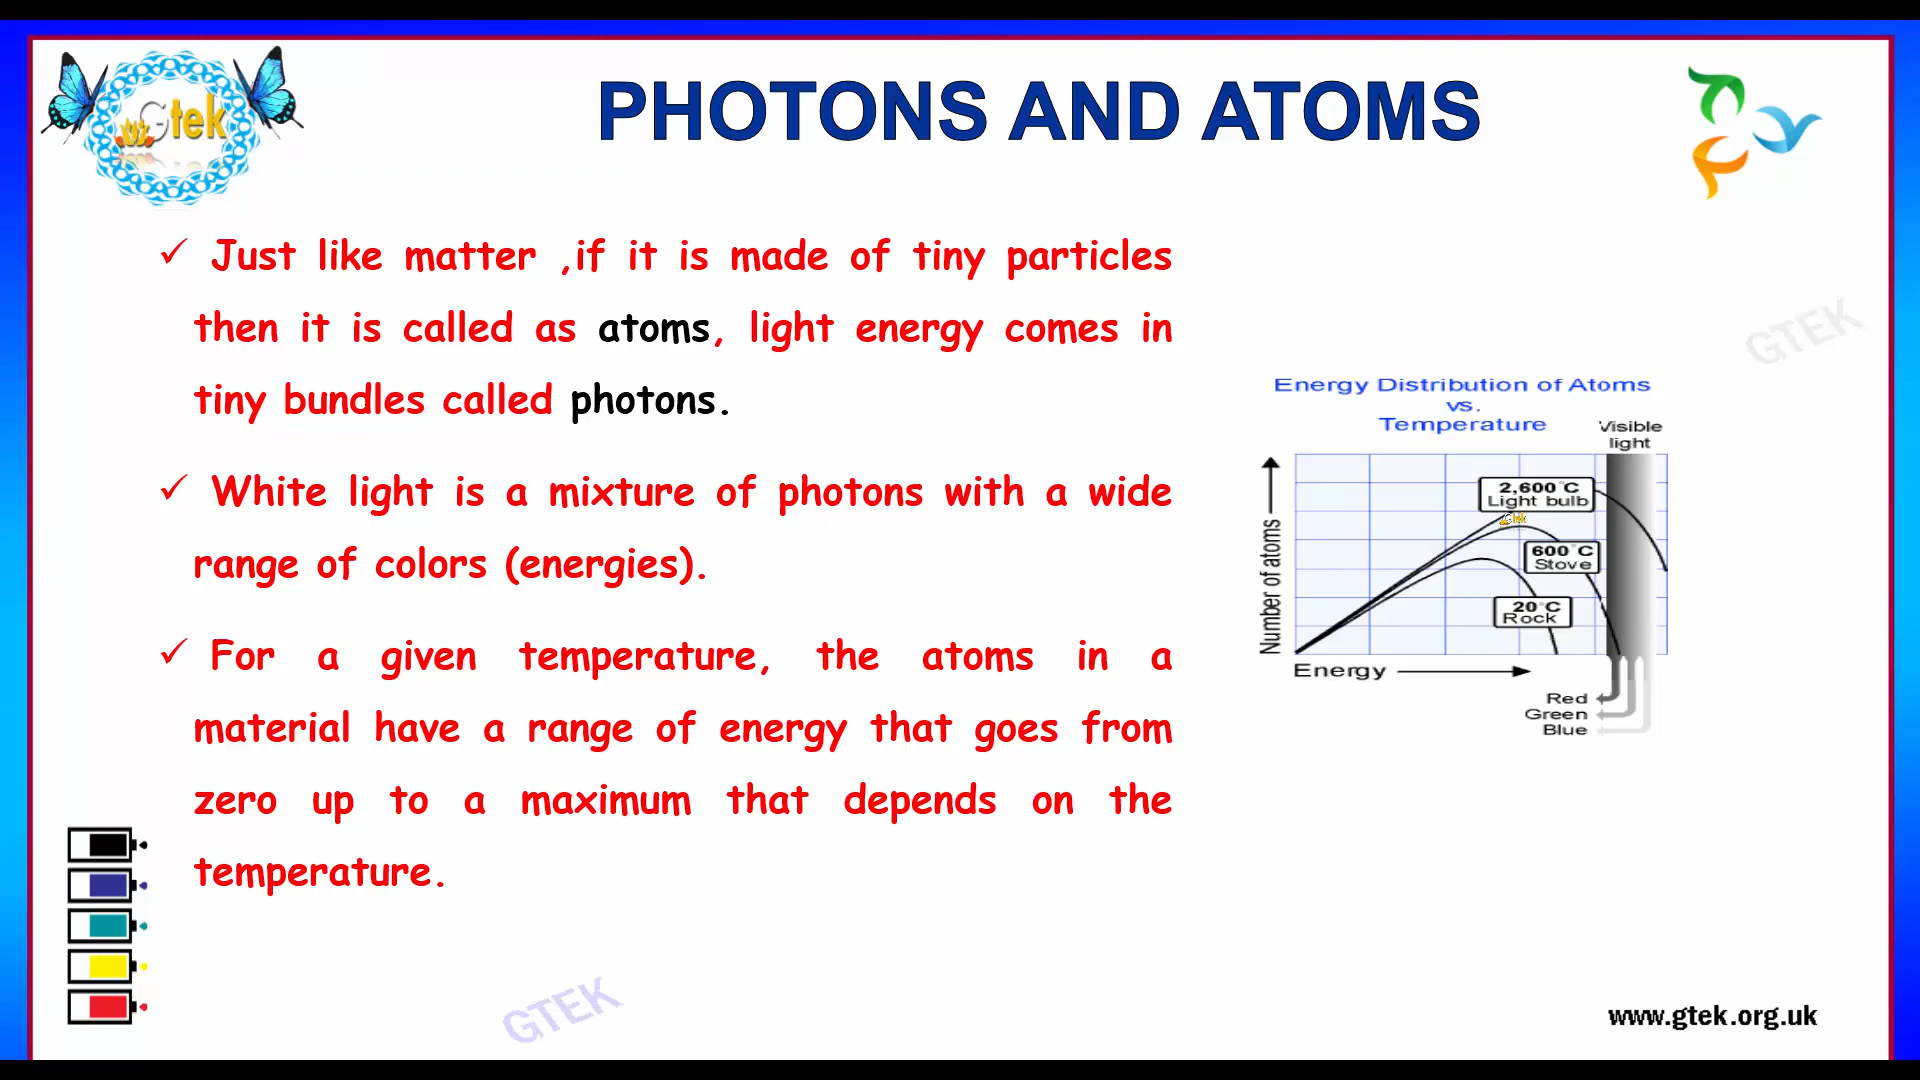 Gtek
PHOTONS AND ATOMS
✓ Just like matter ,if it is made of tiny particles
then it is called as atoms, light energy comes in
tiny bundles called photons.
✓ White light is a mixture of photons with a wide
range of colors (energies).
✓ For a given temperature, the atoms in a
material have a range of energy that goes from
zero up to a maximum that depends on the
temperature.
GTEK
Energy Distribution of Atoms
vs.
Temperature
Visible
light
Number of atoms
2,600°C
Light bulb
Gtek
600°C
Stove
20°C
Rock
Energy
Red
Green
Blue
GTEK
www.gtek.org.uk